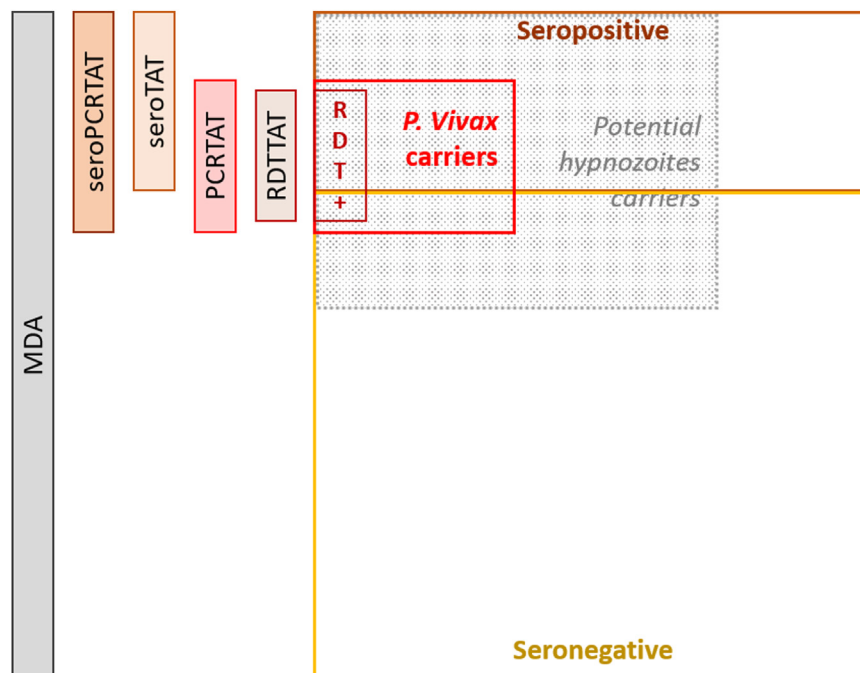 MDA
seroPCRTAT
seroTAT
PCRTAT
RDTTAT
Seropositive
R
D
T
+
P. Vivax
carriers
Potential
hypnozoites
carriers
Seronegative